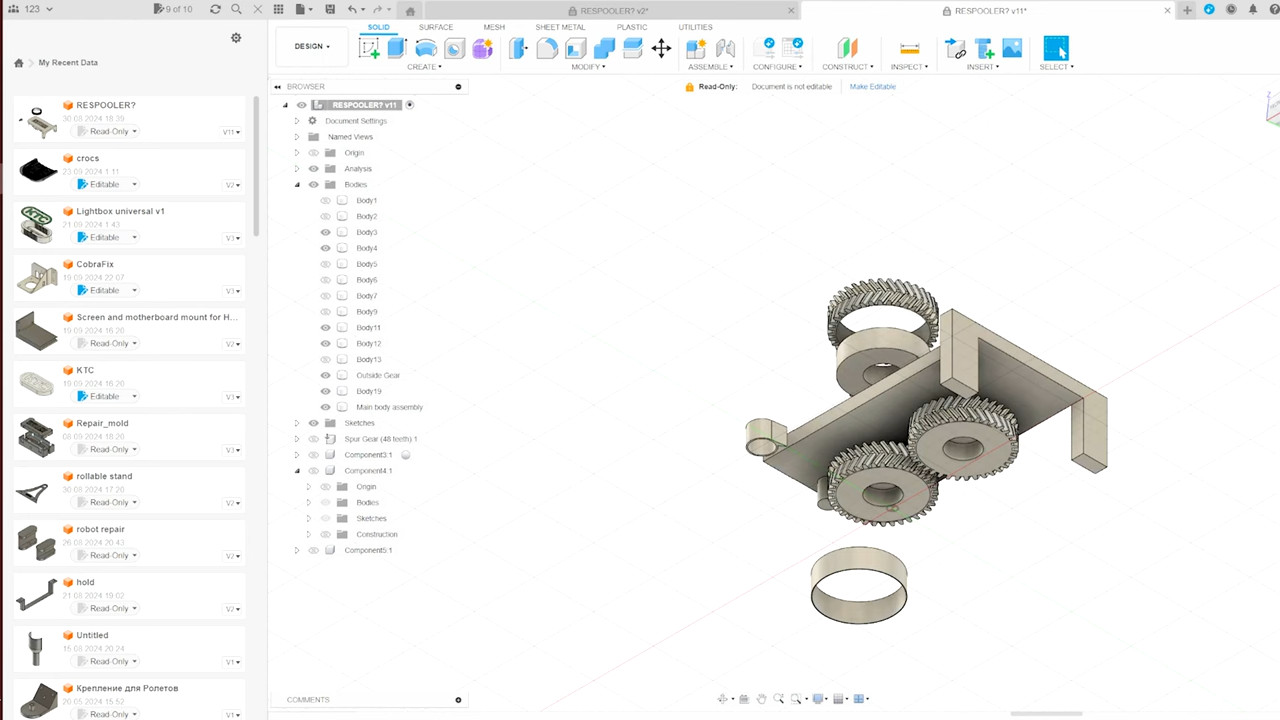 123
9 of 10
My Recent Data
RESPOOLER?
30 08 2024 18:39
Read-Only
V11
crocs
23 09 2024 1 11
Editable
V2
Lightbox universal v1
21 09 2024 1 43
Editable
V3
CobraFix
19 09 2024 22:07
Editable
V3
Screen and motherboard mount for H...
19 09 2024 16 20
Read-Only
V2
KTC
19 09 2024 16 20
Editable
V3
Repair_mold
08 09 2024 18 20
Read-Only
V3
rollable stand
30 08 2024 17 20
Read-Only
V2
robot repair
26 08 2024 20 43
Read-Only
V2
hold
21 08 2024 19 02
Read-Only
V2
Untitled
15 08 2024 20 24
Read-Only
V1
Крепление для Ролетов
20 05 2024 15 52
Read-Only
V1
RESPOOLER? v2*
RESPOOLER? v11*
DESIGN
SOLID
SURFACE
MESH
SHEET METAL
PLASTIC
UTILITIES
CREATE
MODIFY
ASSEMBLE
CONFIGURE
CONSTRUCT
INSPECT
INSERT
SELECT
BROWSER
Read-Only: Document is not editable Make Editable
RESPOOLER? v11
Document Settings
Named Views
Origin
Analysis
Bodies
Body1
Body2
Body3
Body4
Body5
Body6
Body7
Body9
Body11
Body12
Body13
Outside Gear
Body19
Main body assembly
Sketches
Spur Gear (48 teeth) 1
Component3:1
Component4:1
Origin
Bodies
Sketches
Construction
Component5:1
COMMENTS